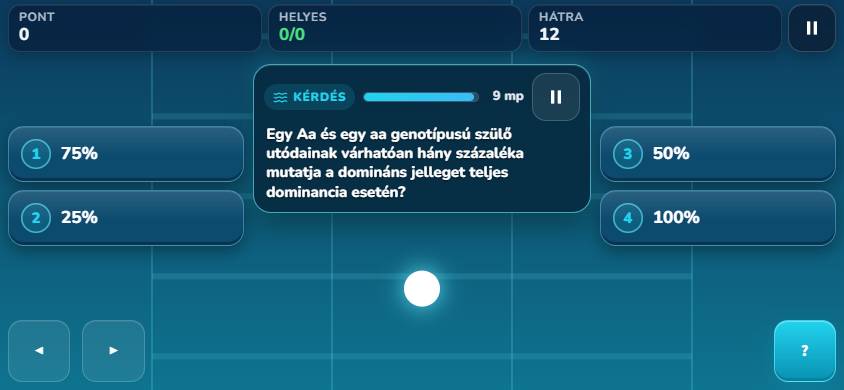 PONT
0
HELYES
0/0
HÁTRA
12
KÉRDÉS
9 mp
Egy Aa és egy aa genotípusú szülő
utódainak várhatóan hány százaléka
mutatja a domináns jelleget teljes
dominancia esetén?
1 75%
2 25%
3 50%
4 100%
?